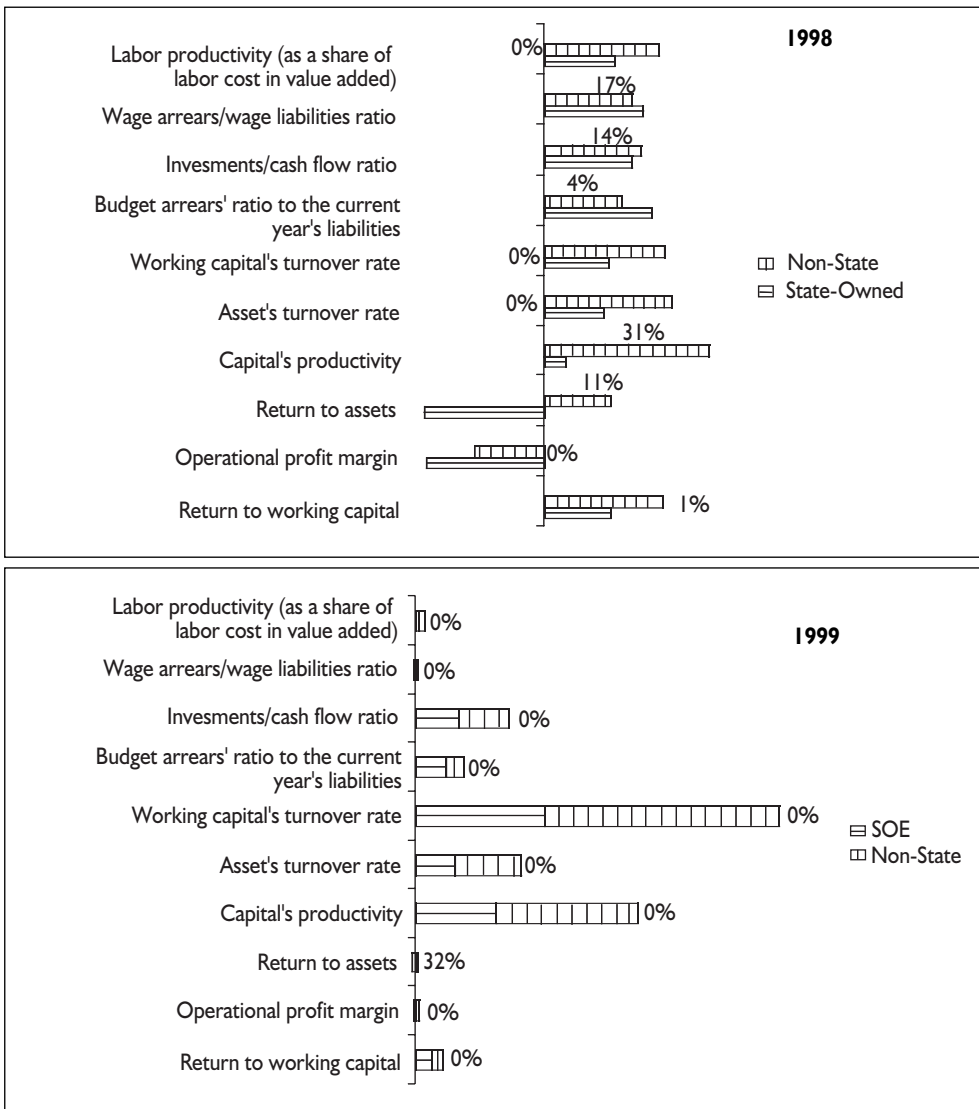 1998
Labor productivity (as a share of
labor cost in value added)
0%
Wage arrears/wage liabilities ratio
17%
Invesments/cash flow ratio
14%
Budget arrears' ratio to the current
year's liabilities
4%
Working capital's turnover rate
0%
Asset's turnover rate
0%
Capital's productivity
31%
Return to assets
11%
Operational profit margin
0%
Return to working capital
1%
Non-State
State-Owned
1999
Labor productivity (as a share of
labor cost in value added)
0%
Wage arrears/wage liabilities ratio
0%
Invesments/cash flow ratio
0%
Budget arrears' ratio to the current
year's liabilities
0%
Working capital's turnover rate
0%
Asset's turnover rate
0%
Capital's productivity
0%
Return to assets
32%
Operational profit margin
0%
Return to working capital
0%
SOE
Non-State